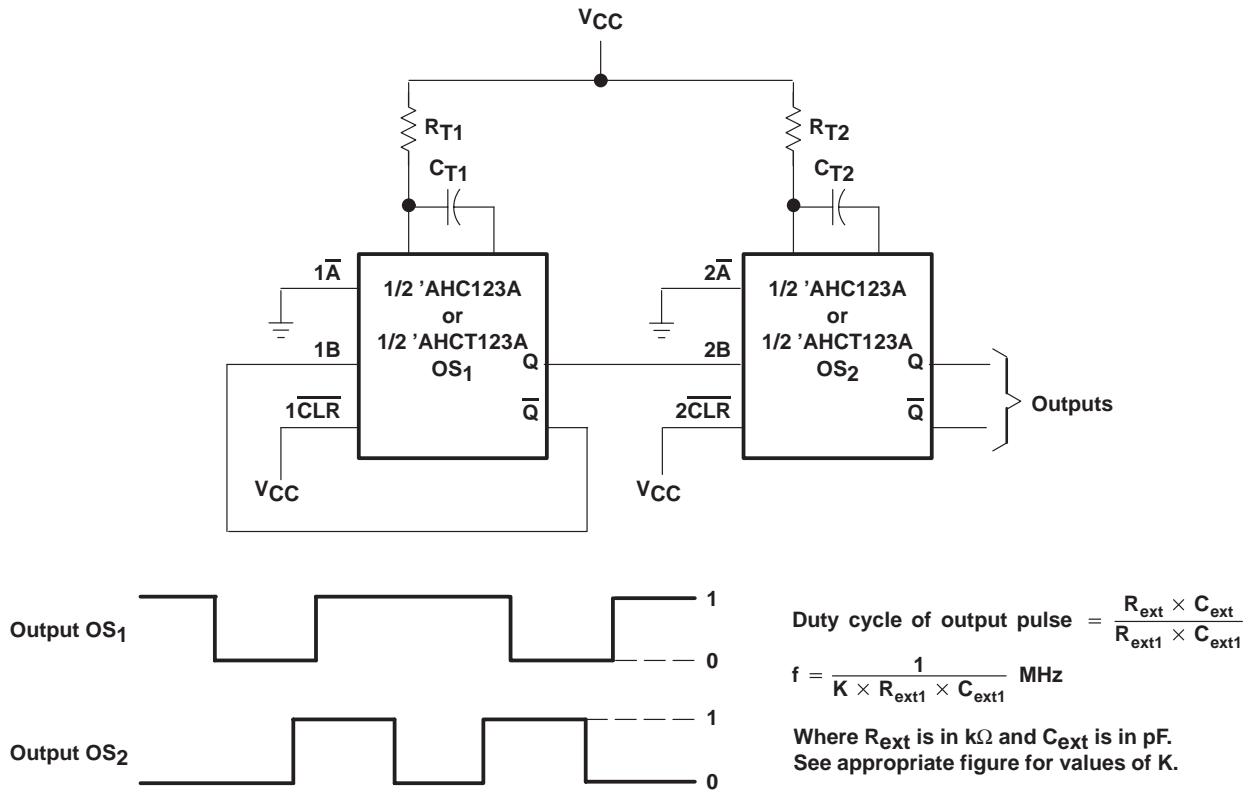 VCC
RT1
RT2
CT1
CT2
1A̅
2A̅
1/2 ’AHC123A
or
1/2 ’AHCT123A
OS1
1/2 ’AHC123A
or
1/2 ’AHCT123A
OS2
1B
Q
2B
Q
1C̅L̅R̅
Q̅
2C̅L̅R̅
Q̅
Outputs
VCC
VCC
Output OS1
1
0
Output OS2
1
0
Duty cycle of output pulse = Rext × Cext / Rext1 × Cext1
f = 1 / K × Rext1 × Cext1 MHz
Where Rext is in kΩ and Cext is in pF.
See appropriate figure for values of K.